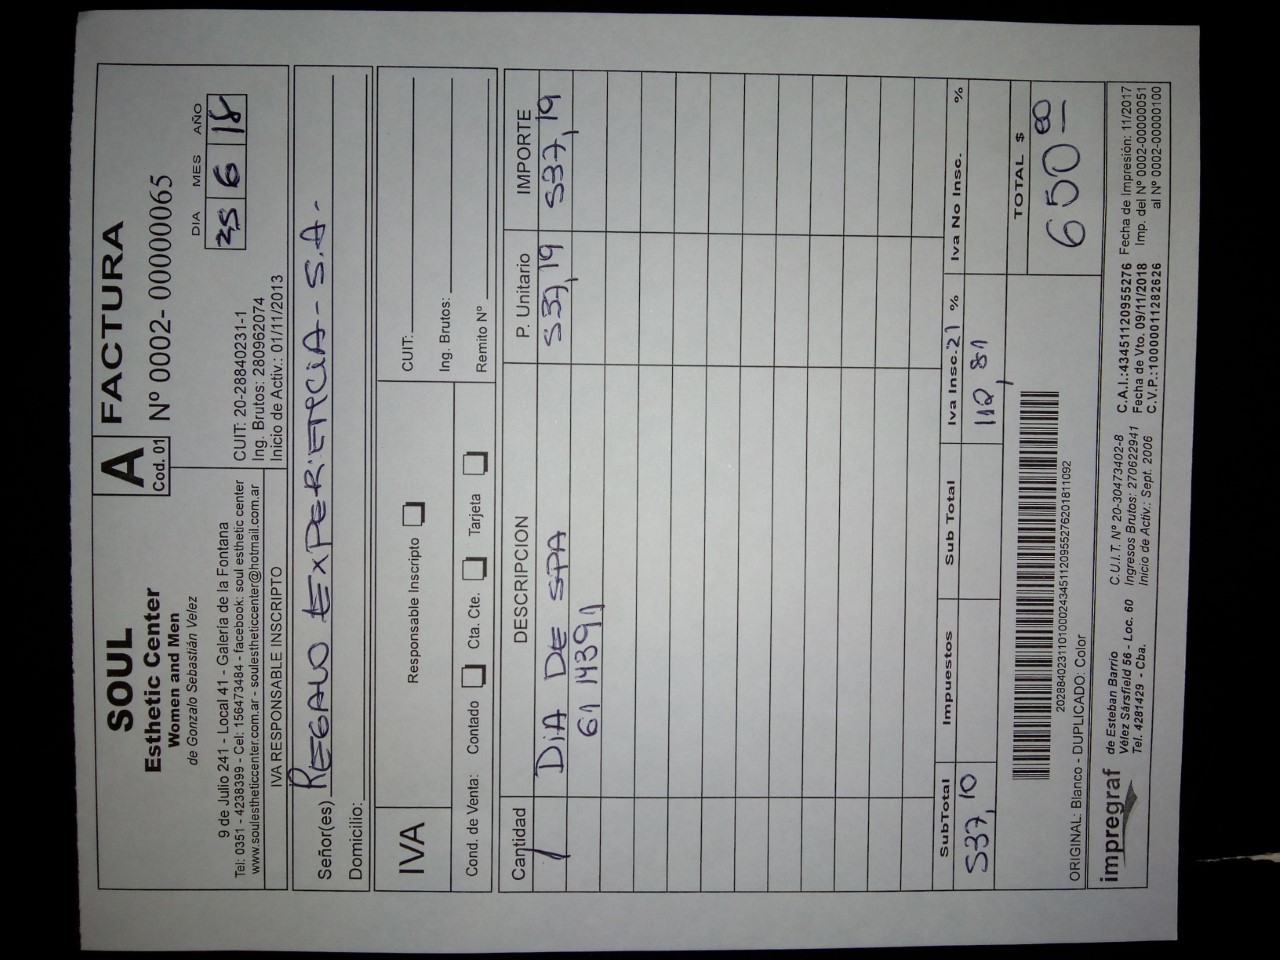 SOUL
Esthetic Center
Women and Men
de Gonzalo Sebastián Velez
9 de Julio 241 - Local 41 - Galería de la Fontana
Tel: 0351 - 4238399 - Cel: 156473484 - facebook: soul esthetic center
www.soulestheticcenter.com.ar - soulestheticcenter@hotmail.com.ar
IVA RESPONSABLE INSCRIPTO
A
Cod. 01
FACTURA
Nº 0002- 00000065
DIA MES AÑO
25 6 18
CUIT: 20-28840231-1
Ing. Brutos: 280962074
Inicio de Activ.: 01/11/2013
Señor(es) REGALO EXPERIENCIA - S.A-
Domicilio:
IVA Responsable Inscripto
CUIT:
Ing. Brutos:
Cond. de Venta: Contado Cta. Cte. Tarjeta
Remito Nº
Cantidad DESCRIPCION P. Unitario IMPORTE
1 DIA DE SPA 537,19 537,19
6114391
SubTotal Impuestos Sub Total Iva Insc. 21 % Iva No Insc. %
537,10 112,81
TOTAL $
650 00
20288402311010002434511209552762018110​92
ORIGINAL: Blanco - DUPLICADO: Color
impregraf
de Esteban Barrio
Vélez Sársfield 56 - Loc. 60
Tel. 4281429 - Cba.
C.U.I.T. Nº 20-30473402-8
Ingresos Brutos: 270622941
Inicio de Activ.: Sept. 2006
C.A.I.:43451120955276
Fecha de Vto. 09/11/2018
C.V.P.:10000011282626
Fecha de Impresión: 11/2017
Imp. del Nº 0002-00000051
al Nº 0002-00000100